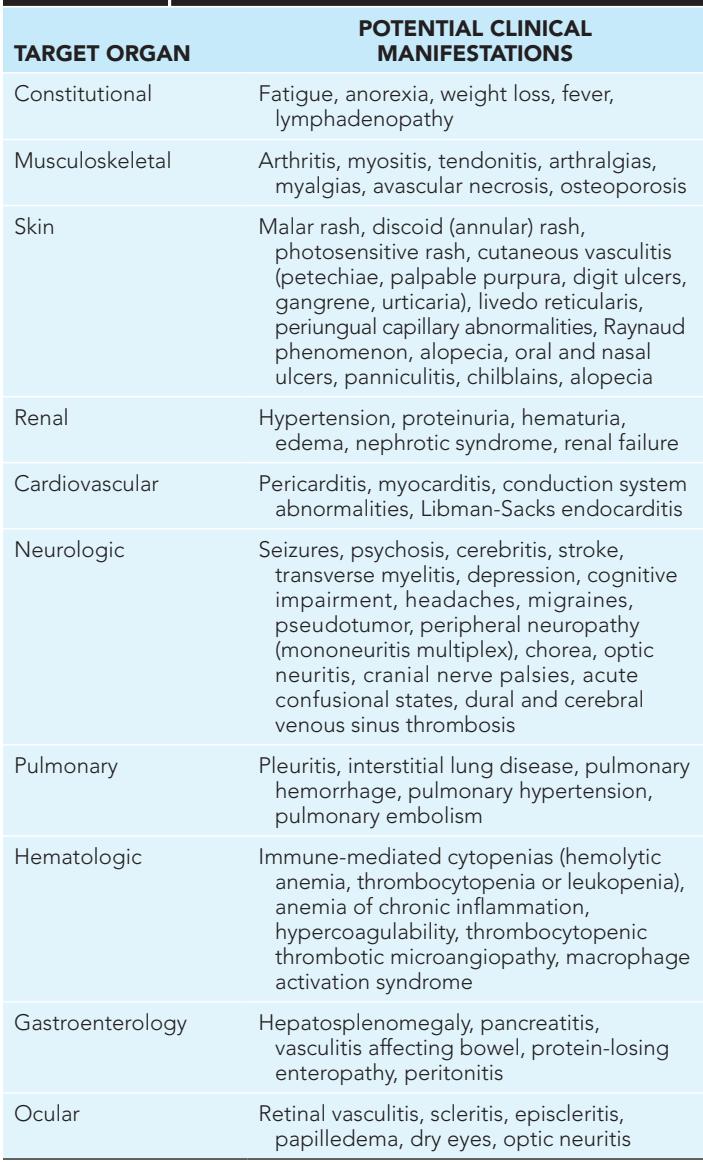 TARGET ORGAN
POTENTIAL CLINICAL
MANIFESTATIONS
Constitutional
Fatigue, anorexia, weight loss, fever,
lymphadenopathy
Musculoskeletal
Arthritis, myositis, tendonitis, arthralgias,
myalgias, avascular necrosis, osteoporosis
Skin
Malar rash, discoid (annular) rash,
photosensitive rash, cutaneous vasculitis
(petechiae, palpable purpura, digit ulcers,
gangrene, urticaria), livedo reticularis,
periungual capillary abnormalities, Raynaud
phenomenon, alopecia, oral and nasal
ulcers, panniculitis, chilblains, alopecia
Renal
Hypertension, proteinuria, hematuria,
edema, nephrotic syndrome, renal failure
Cardiovascular
Pericarditis, myocarditis, conduction system
abnormalities, Libman-Sacks endocarditis
Neurologic
Seizures, psychosis, cerebritis, stroke,
transverse myelitis, depression, cognitive
impairment, headaches, migraines,
pseudotumor, peripheral neuropathy
(mononeuritis multiplex), chorea, optic
neuritis, cranial nerve palsies, acute
confusional states, dural and cerebral
venous sinus thrombosis
Pulmonary
Pleuritis, interstitial lung disease, pulmonary
hemorrhage, pulmonary hypertension,
pulmonary embolism
Hematologic
Immune-mediated cytopenias (hemolytic
anemia, thrombocytopenia or leukopenia),
anemia of chronic inflammation,
hypercoagulability, thrombocytopenic
thrombotic microangiopathy, macrophage
activation syndrome
Gastroenterology
Hepatosplenomegaly, pancreatitis,
vasculitis affecting bowel, protein-losing
enteropathy, peritonitis
Ocular
Retinal vasculitis, scleritis, episcleritis,
papilledema, dry eyes, optic neuritis